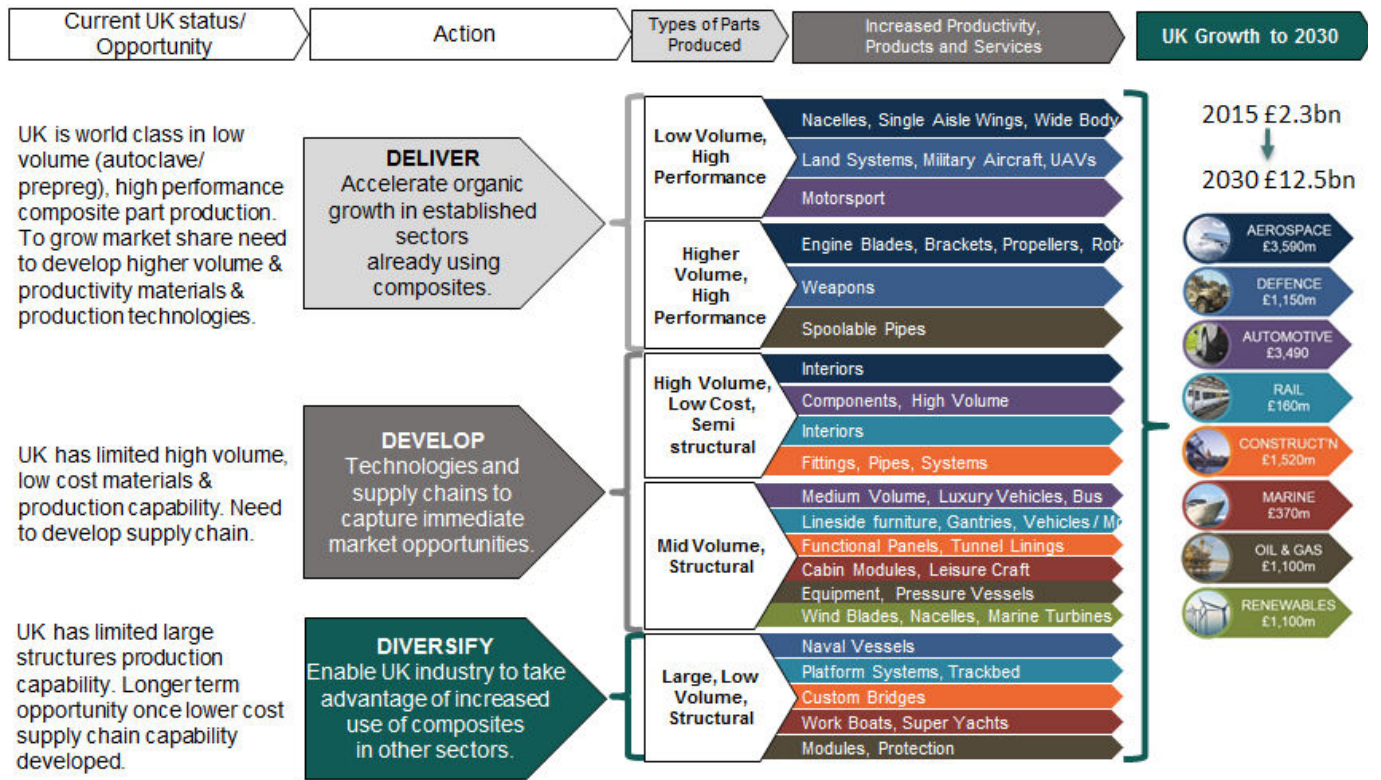 Current UK status/
Opportunity
Action
Types of Parts
Produced
Increased Productivity,
Products and Services
UK Growth to 2030
UK is world class in low
volume (autoclave/
prepreg), high performance
composite part production.
To grow market share need
to develop higher volume &
productivity materials &
production technologies.
DELIVER
Accelerate organic
growth in established
sectors
already using
composites.
Low Volume,
High
Performance
Nacelles, Single Aisle Wings, Wide Body
Land Systems, Military Aircraft, UAVs
Motorsport
Higher
Volume,
High
Performance
Engine Blades, Brackets, Propellers,
Weapons
Spoolable Pipes
UK has limited high volume,
low cost materials &
production capability. Need
to develop supply chain.
DEVELOP
Technologies and
supply chains to
capture immediate
market opportunities.
High Volume,
Low Cost,
Semi
structural
Interiors
Components, High Volume
Interiors
Fittings, Pipes, Systems
Mid Volume,
Structural
Medium Volume, Luxury Vehicles, Bus
Lineside furniture, Gantries, Vehicles /
Functional Panels, Tunnel Linings
Cabin Modules, Leisure Craft
Equipment, Pressure Vessels
Wind Blades, Nacelles, Marine Turbines
UK has limited large
structures production
capability. Longer term
opportunity once lower cost
supply chain capability
developed.
DIVERSIFY
Enable UK industry to take
advantage of increased
use of composites
in other sectors.
Large, Low
Volume,
Structural
Naval Vessels
Platform Systems, Trackbed
Custom Bridges
Work Boats, Super Yachts
Modules, Protection
2015 £2.3bn
2030 £12.5bn
AEROSPACE
£3,590m
DEFENCE
£1,150m
AUTOMOTIVE
£3,490
RAIL
£160m
CONSTRUCT'N
£1,520m
MARINE
£370m
OIL & GAS
£1,100m
RENEWABLES
£1,100m